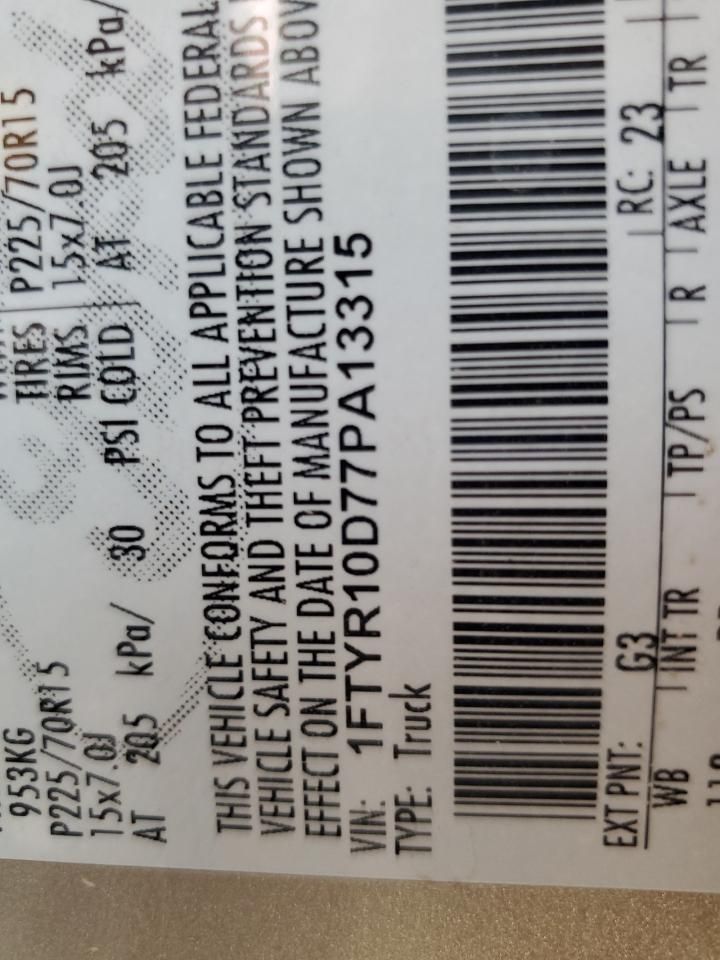 953KG
P225/70R15 TIRES P225/70R15
15x7.0J RIMS 15x7.0J
AT 205 kPa/ 30 PSI COLD AT 205 kPa/
THIS VEHICLE CONFORMS TO ALL APPLICABLE FEDERAL
VEHICLE SAFETY AND THEFT PREVENTION STANDARDS
EFFECT ON THE DATE OF MANUFACTURE SHOWN ABOV
VIN: 1FTYR10D77PA13315
TYPE: Truck
EXT PNT: G3 RC: 23
WB INT TR TP/PS R AXLE TR